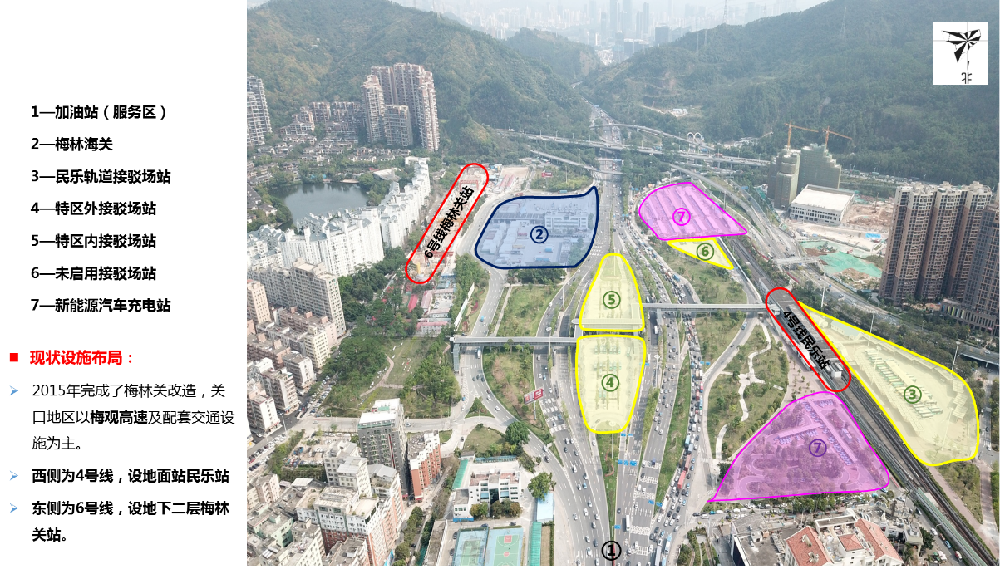 1—加油站（服务区）
2—梅林海关
3—民乐轨道接驳场站
4—特区外接驳场站
5—特区内接驳场站
6—未启用接驳场站
7—新能源汽车充电站
现状设施布局：
2015年完成了梅林关改造，关
口地区以梅观高速及配套交通设
施为主。
西侧为4号线，设地面站民乐站
东侧为6号线，设地下二层梅林
关站。
北
6号线梅林关站
②
⑦
⑥
⑤
4号线民乐站
④
③
⑦
①